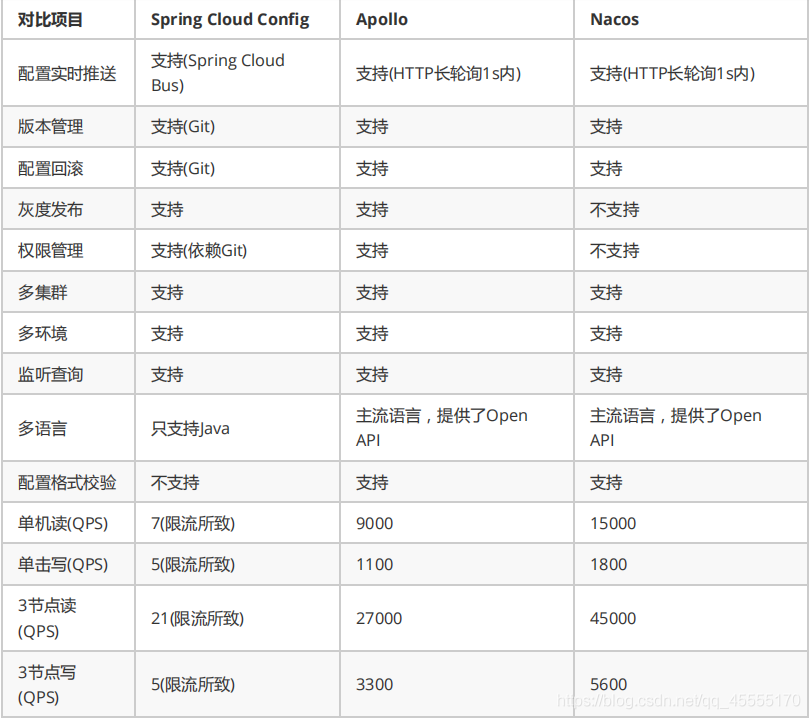 对比项目 Spring Cloud Config Apollo Nacos
配置实时推送 支持(Spring Cloud Bus) 支持(HTTP长轮询1s内) 支持(HTTP长轮询1s内)
版本管理 支持(Git) 支持 支持
配置回滚 支持(Git) 支持 支持
灰度发布 支持 支持 不支持
权限管理 支持(依赖Git) 支持 不支持
多集群 支持 支持 支持
多环境 支持 支持 支持
监听查询 支持 支持 支持
多语言 只支持Java 主流语言，提供了Open API 主流语言，提供了Open API
配置格式校验 不支持 支持 支持
单机读(QPS) 7(限流所致) 9000 15000
单击写(QPS) 5(限流所致) 1100 1800
3节点读(QPS) 21(限流所致) 27000 45000
3节点写(QPS) 5(限流所致) 3300 5600
https://blog.csdn.net/qq_45555170